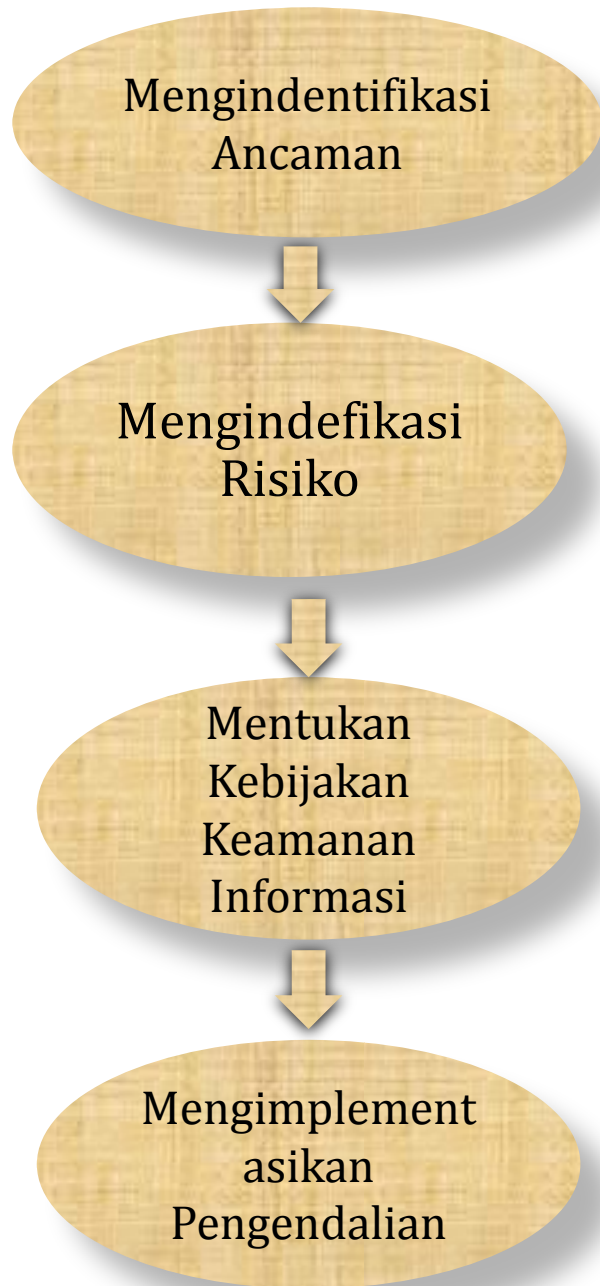 Mengindentifikasi
Ancaman
Mengindefikasi
Risiko
Mentukan
Kebijakan
Keamanan
Informasi
Mengimplement
asikan
Pengendalian